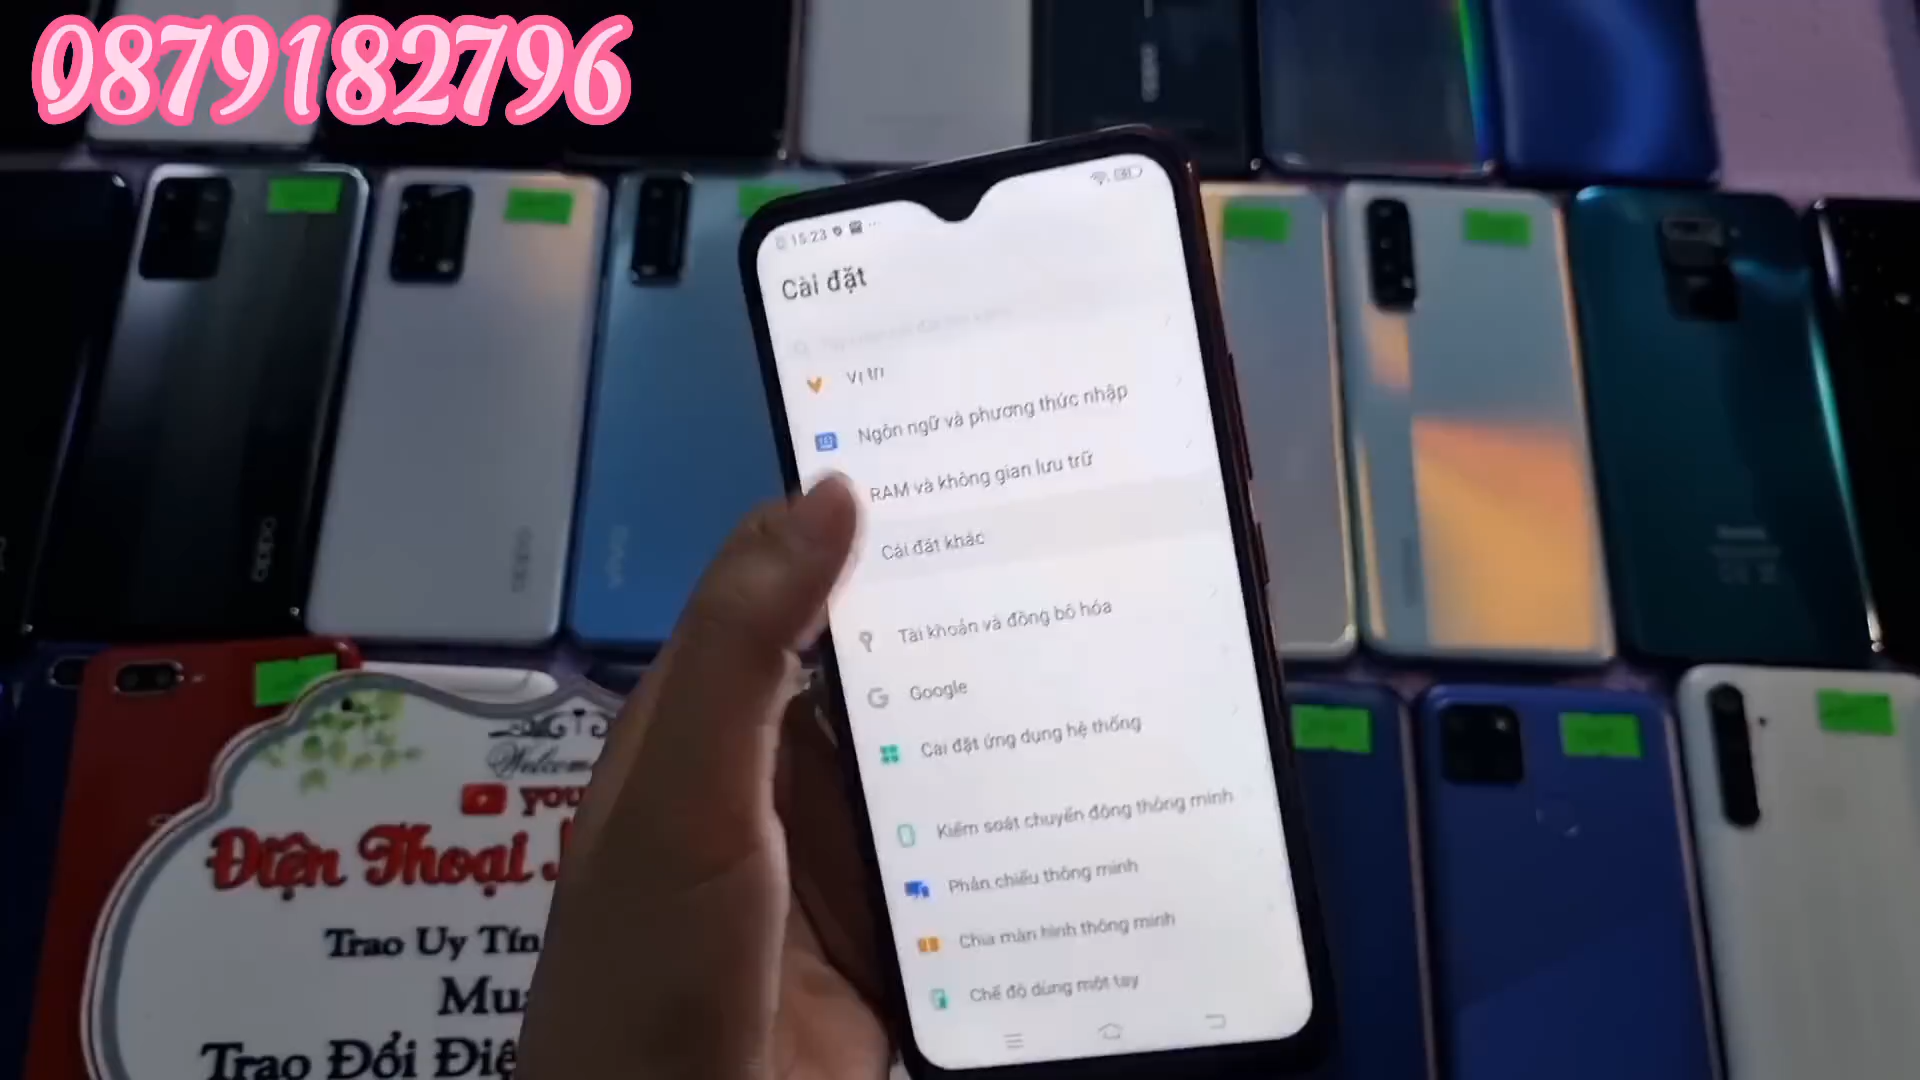 0879182796
15:23
Cài đặt
Vị trí
Ngôn ngữ và phương thức nhập
RAM và không gian lưu trữ
Cài đặt khác
Tài khoản và đồng bộ hóa
Google
Cài đặt ứng dụng hệ thống
Kiểm soát chuyển động thông minh
Phản chiếu thông minh
Chia màn hình thông minh
Chế độ dùng một tay
oppo
oppo
vivo
Welcome
Điện Thoại
Trao Uy Tín
Trao Đổi